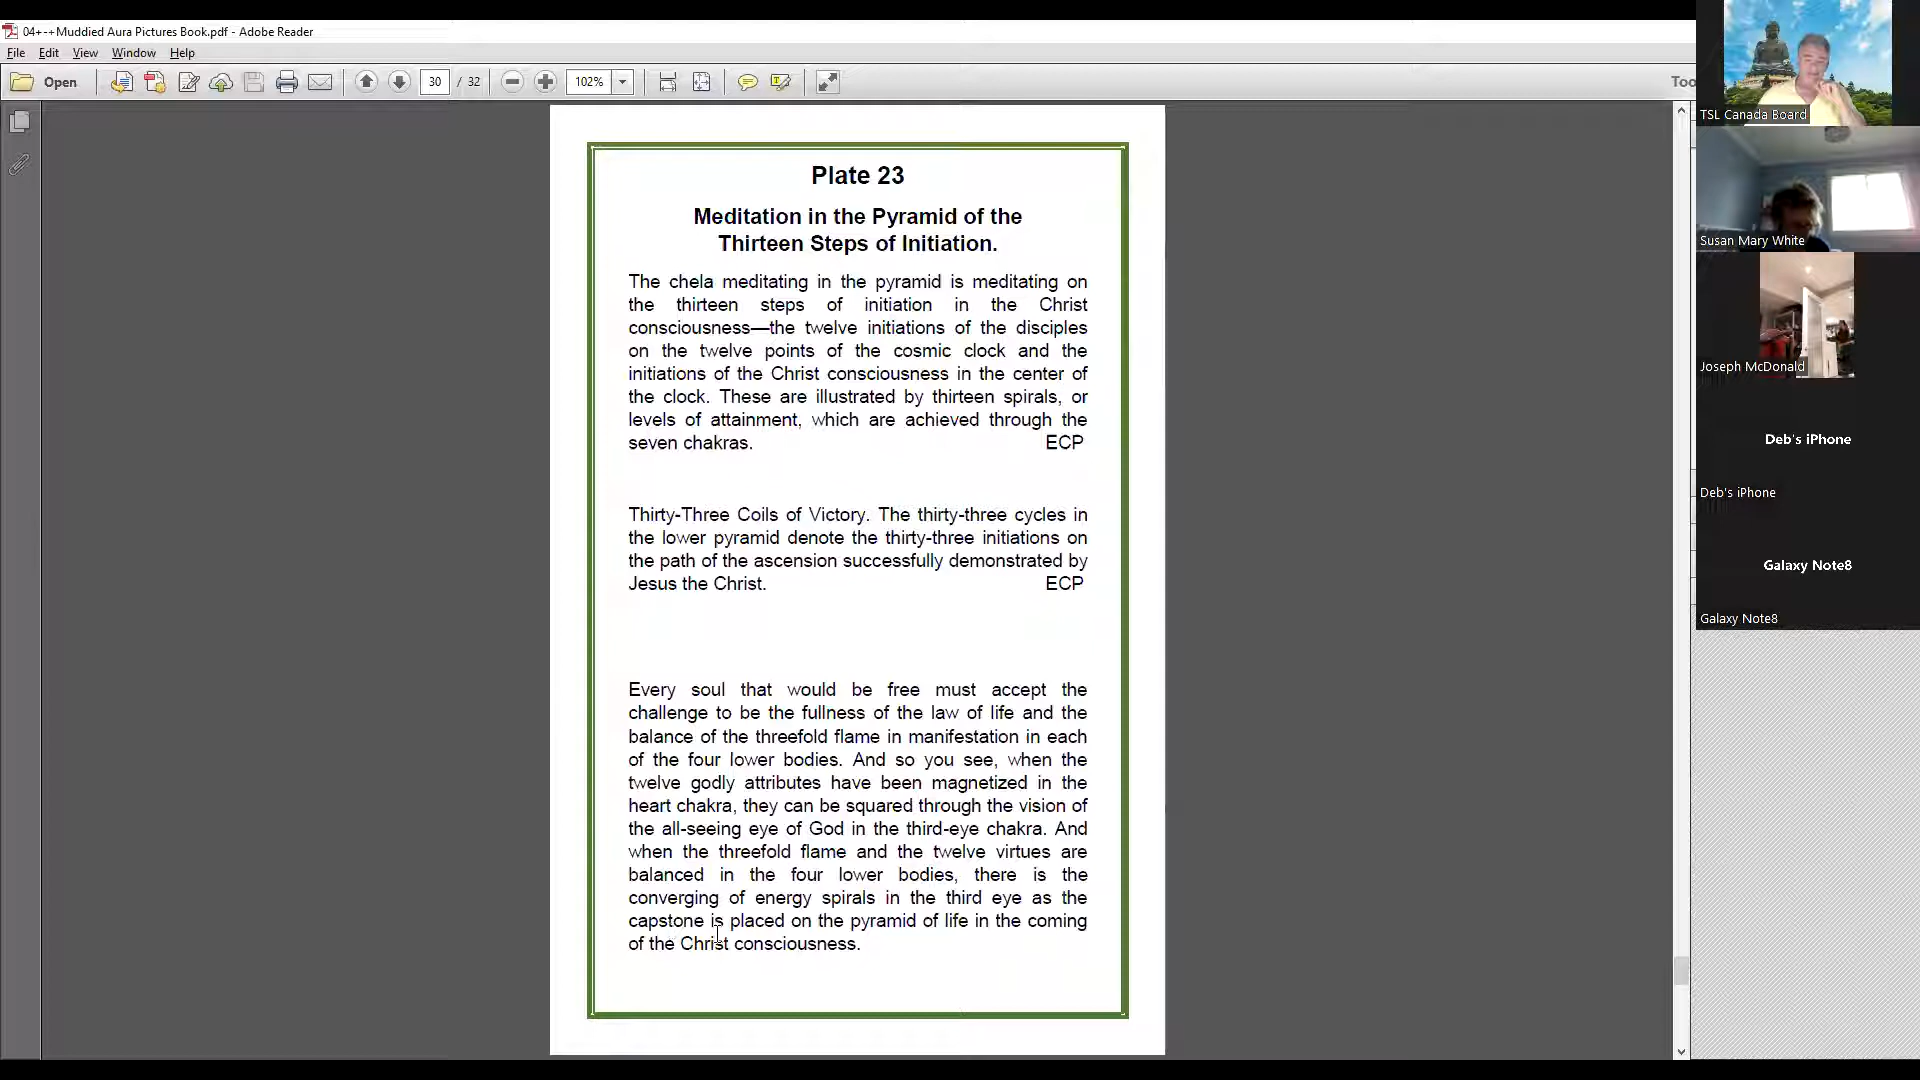 04+-+Muddied Aura Pictures Book.pdf - Adobe Reader
File Edit View Window Help
Open 30 / 32 102% Too
Plate 23
Meditation in the Pyramid of the
Thirteen Steps of Initiation.
The chela meditating in the pyramid is meditating on
the thirteen steps of initiation in the Christ
consciousness—the twelve initiations of the disciples
on the twelve points of the cosmic clock and the
initiations of the Christ consciousness in the center of
the clock. These are illustrated by thirteen spirals, or
levels of attainment, which are achieved through the
seven chakras. ECP
Thirty-Three Coils of Victory. The thirty-three cycles in
the lower pyramid denote the thirty-three initiations on
the path of the ascension successfully demonstrated by
Jesus the Christ. ECP
Every soul that would be free must accept the
challenge to be the fullness of the law of life and the
balance of the threefold flame in manifestation in each
of the four lower bodies. And so you see, when the
twelve godly attributes have been magnetized in the
heart chakra, they can be squared through the vision of
the all-seeing eye of God in the third-eye chakra. And
when the threefold flame and the twelve virtues are
balanced in the four lower bodies, there is the
converging of energy spirals in the third eye as the
capstone is placed on the pyramid of life in the coming
of the Christ consciousness.
TSL Canada Board
Susan Mary White
Joseph McDonald
Deb's iPhone
Deb's iPhone
Galaxy Note8
Galaxy Note8